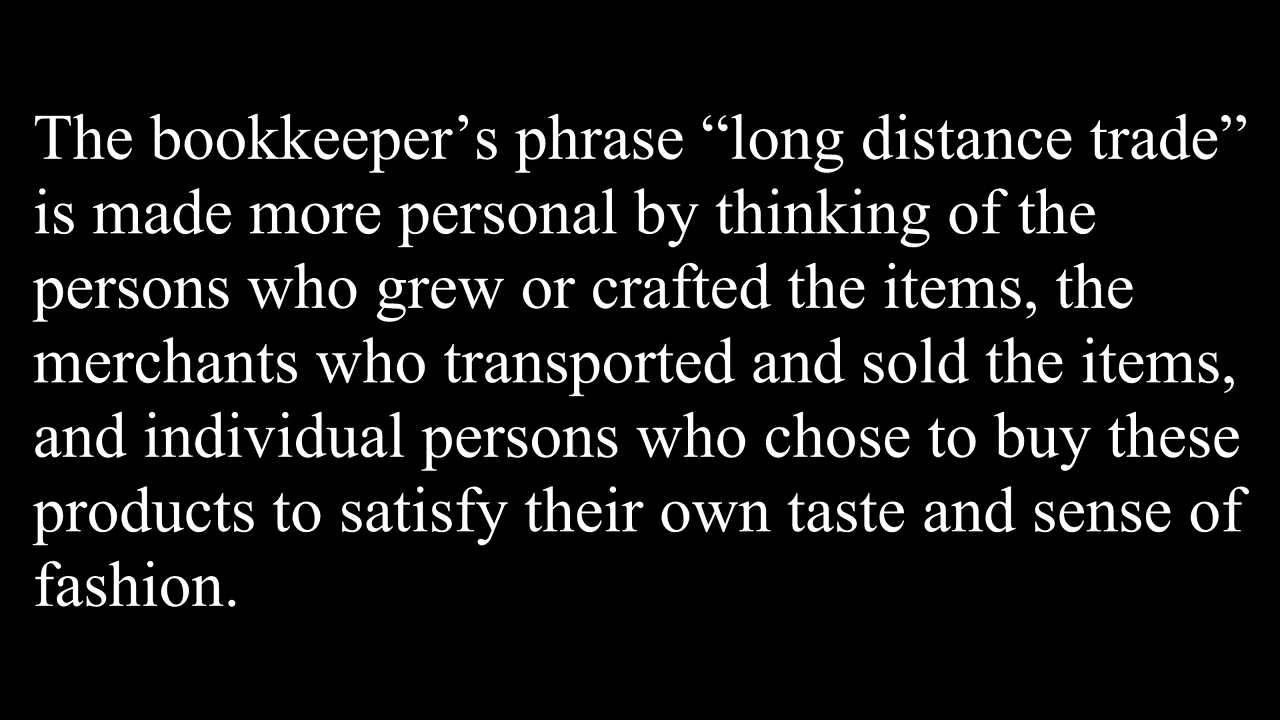 The bookkeeper’s phrase “long distance trade”
is made more personal by thinking of the
persons who grew or crafted the items, the
merchants who transported and sold the items,
and individual persons who chose to buy these
products to satisfy their own taste and sense of
fashion.